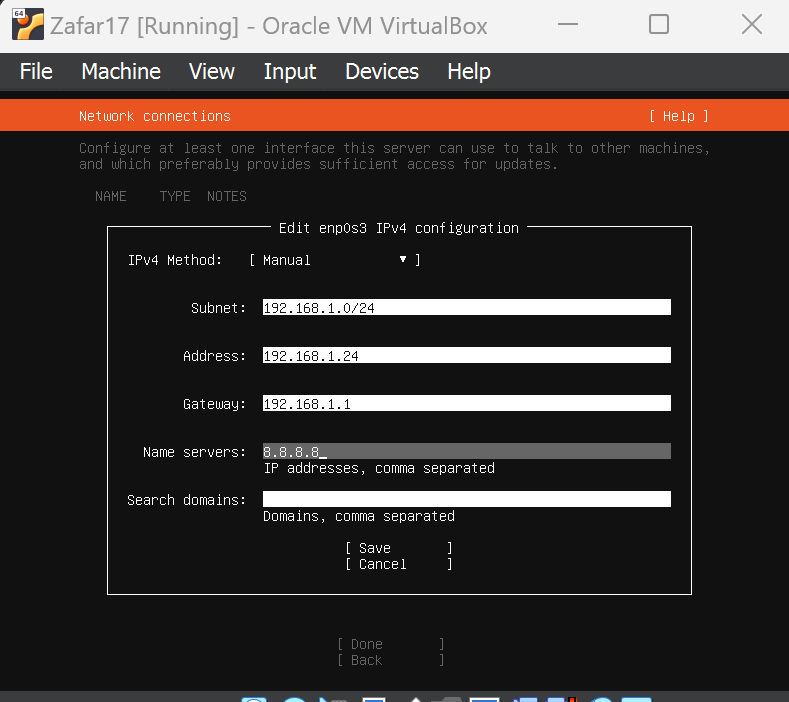 64
Zafar17 [Running] - Oracle VM VirtualBox
File Machine View Input Devices Help
Network connections [ Help ]
Configure at least one interface this server can use to talk to other machines,
and which preferably provides sufficient access for updates.
NAME TYPE NOTES
Edit enp0s3 IPv4 configuration
IPv4 Method: [ Manual ▾ ]
Subnet: 192.168.1.0/24
Address: 192.168.1.24
Gateway: 192.168.1.1
Name servers: 8.8.8.8_
IP addresses, comma separated
Search domains:
Domains, comma separated
[ Save ]
[ Cancel ]
[ Done ]
[ Back ]